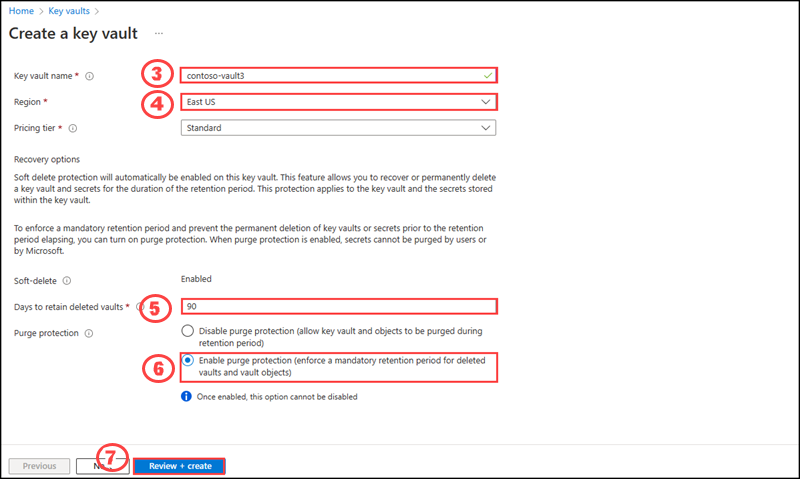 Home > Key vaults >
Create a key vault ...
Key vault name * 3 contoso-vault3
Region * 4 East US
Pricing tier * Standard
Recovery options
Soft delete protection will automatically be enabled on this key vault. This feature allows you to recover or permanently delete
a key vault and secrets for the duration of the retention period. This protection applies to the key vault and the secrets stored
within the key vault.
To enforce a mandatory retention period and prevent the permanent deletion of key vaults or secrets prior to the retention
period elapsing, you can turn on purge protection. When purge protection is enabled, secrets cannot be purged by users or
by Microsoft.
Soft-delete Enabled
Days to retain deleted vaults * 5 90
Purge protection
Disable purge protection (allow key vault and objects to be purged during
retention period)
6 Enable purge protection (enforce a mandatory retention period for deleted
vaults and vault objects)
Once enabled, this option cannot be disabled
Previous 7 Review + create